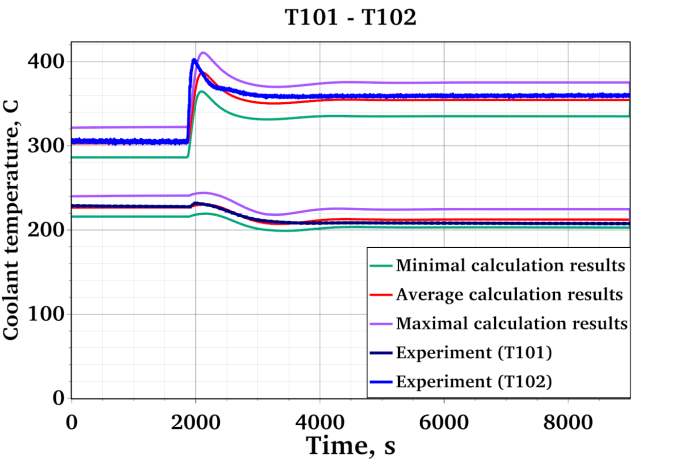 T101 - T102
Coolant temperature, C
400
300
200
100
0
0 2000 4000 6000 8000
Time, s
Minimal calculation results
Average calculation results
Maximal calculation results
Experiment (T101)
Experiment (T102)